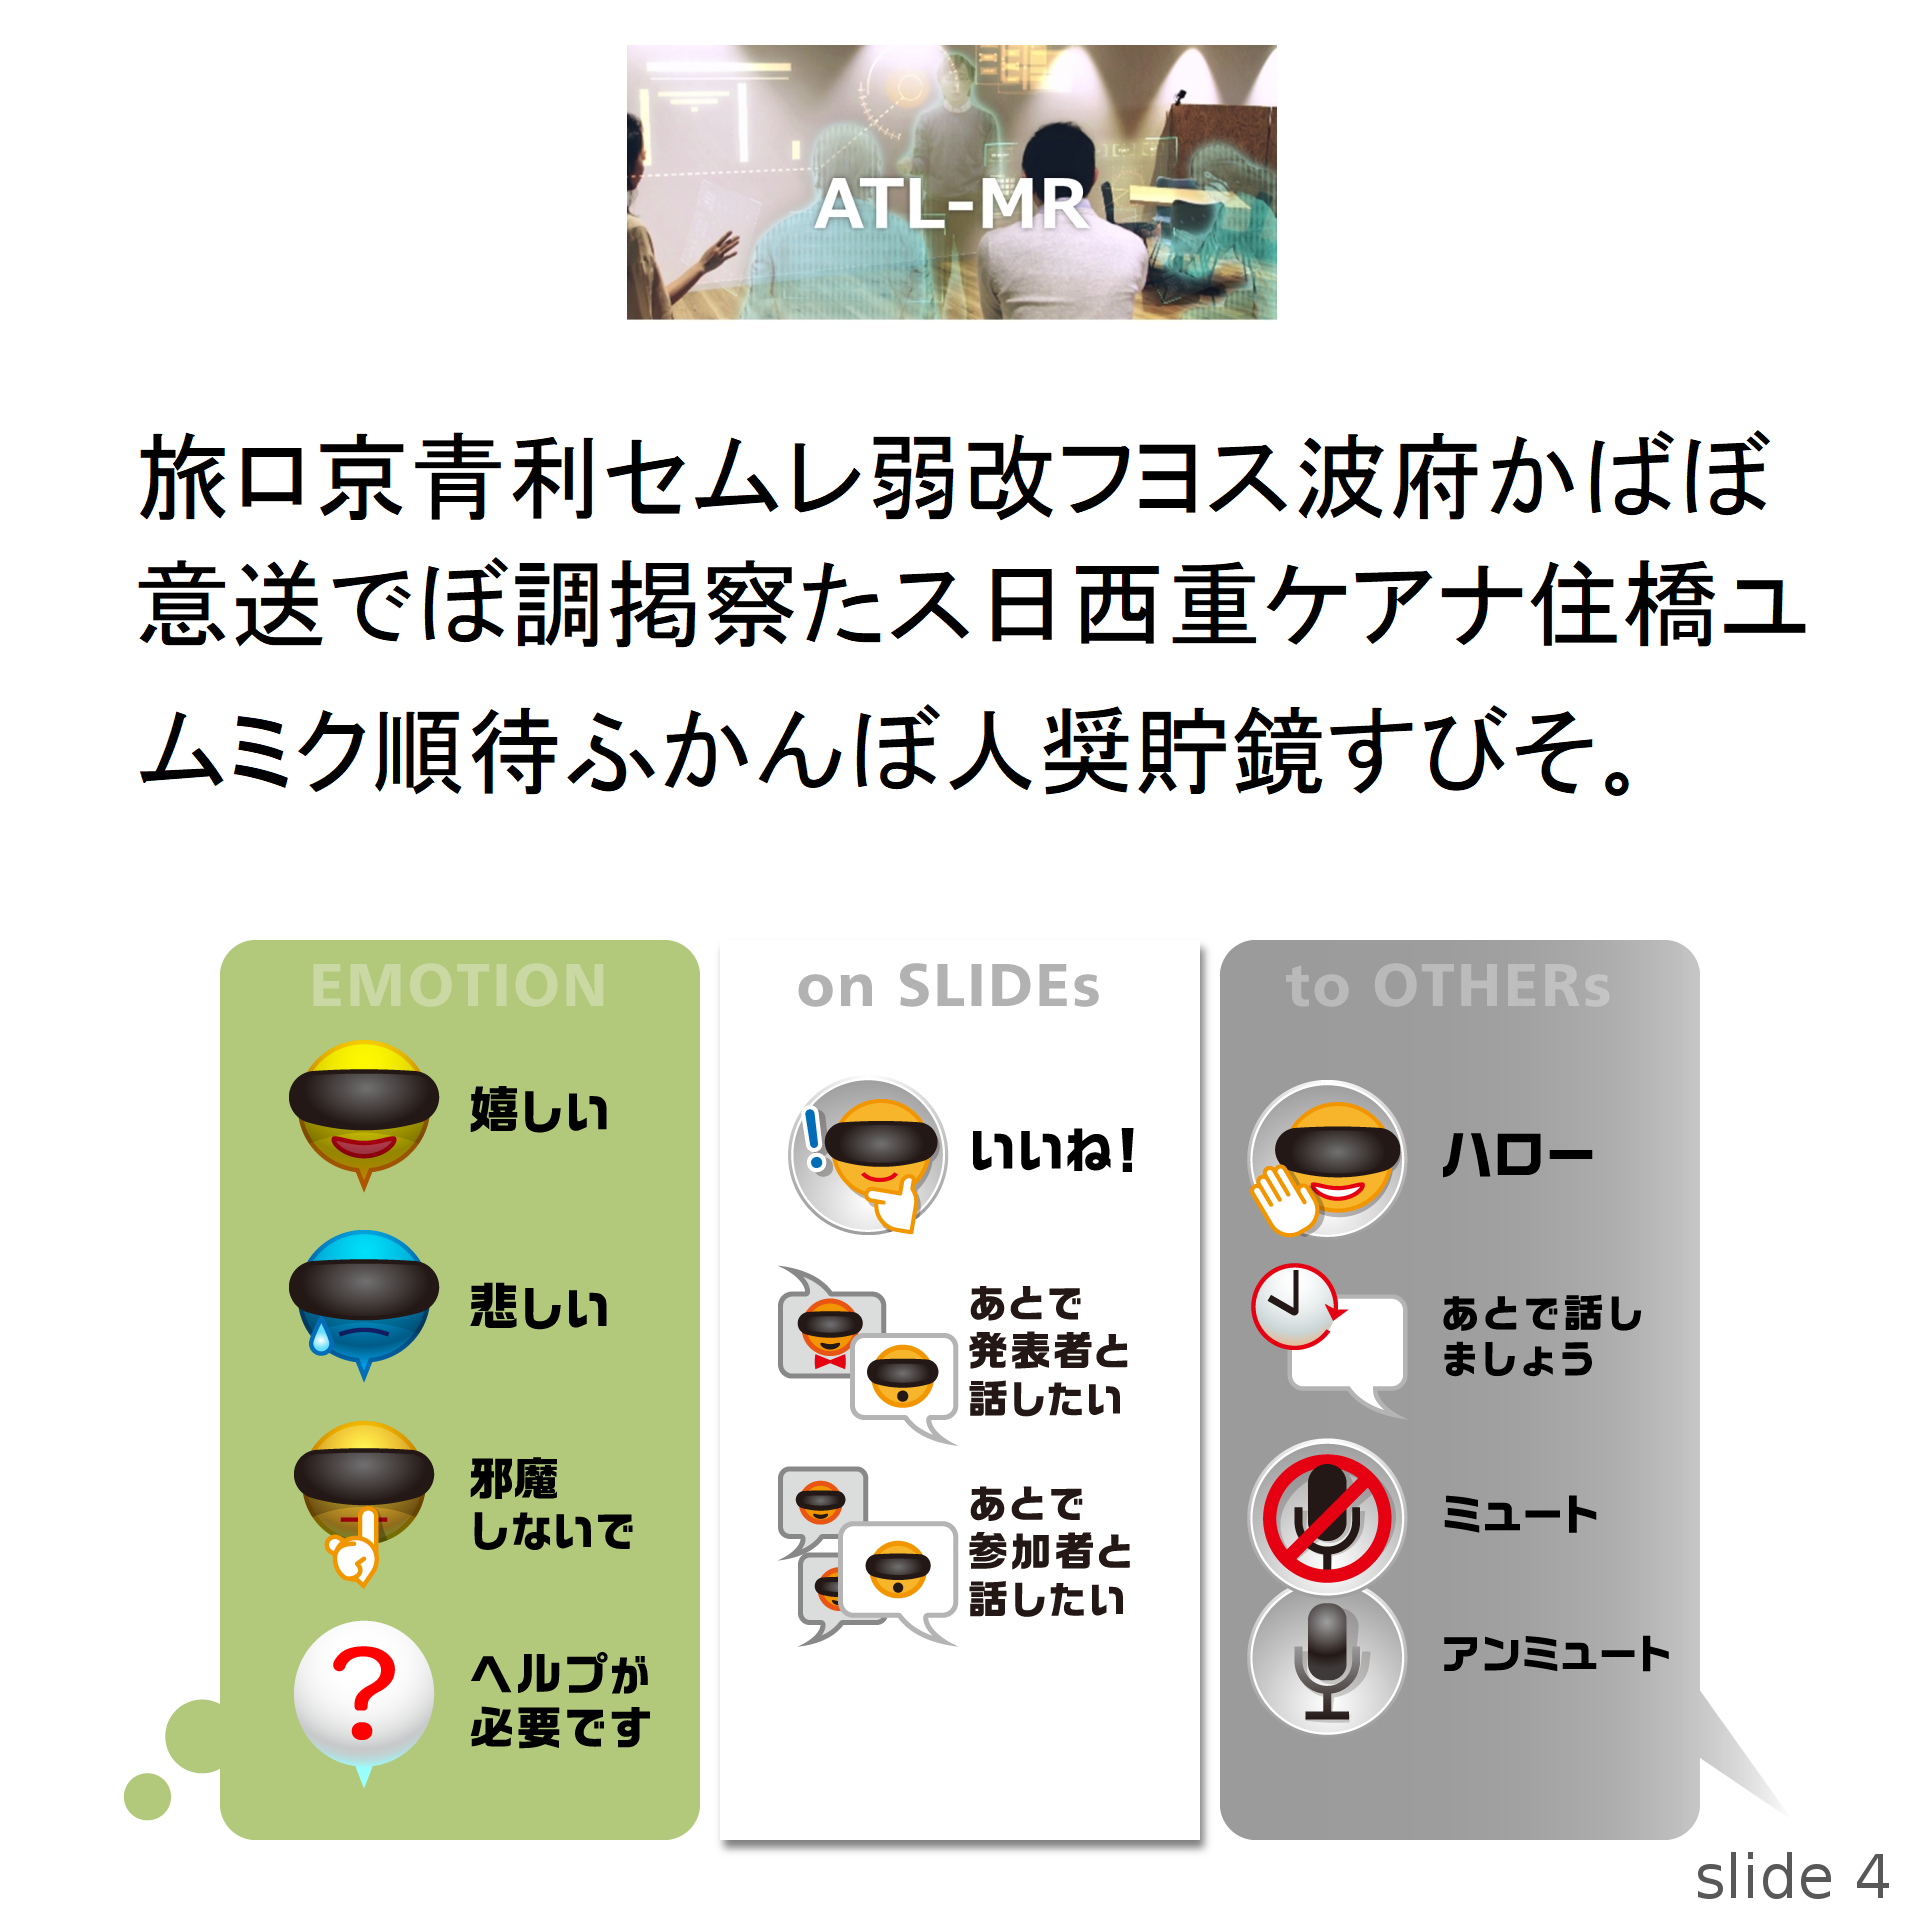 ATL-MR
旅ロ京青利セムレ弱改フヨス波府かばぼ
意送でぼ調掲察たス日西重ケアナ住橋ユ
ムミク順待ふかんぼ人奨貯鏡すびそ。
EMOTION
嬉しい
悲しい
邪魔
しないで
ヘルプが
必要です
on SLIDEs
いいね!
あとで
発表者と
話したい
あとで
参加者と
話したい
to OTHERs
ハロー
あとで話し
ましょう
ミュート
アンミュート
slide 4